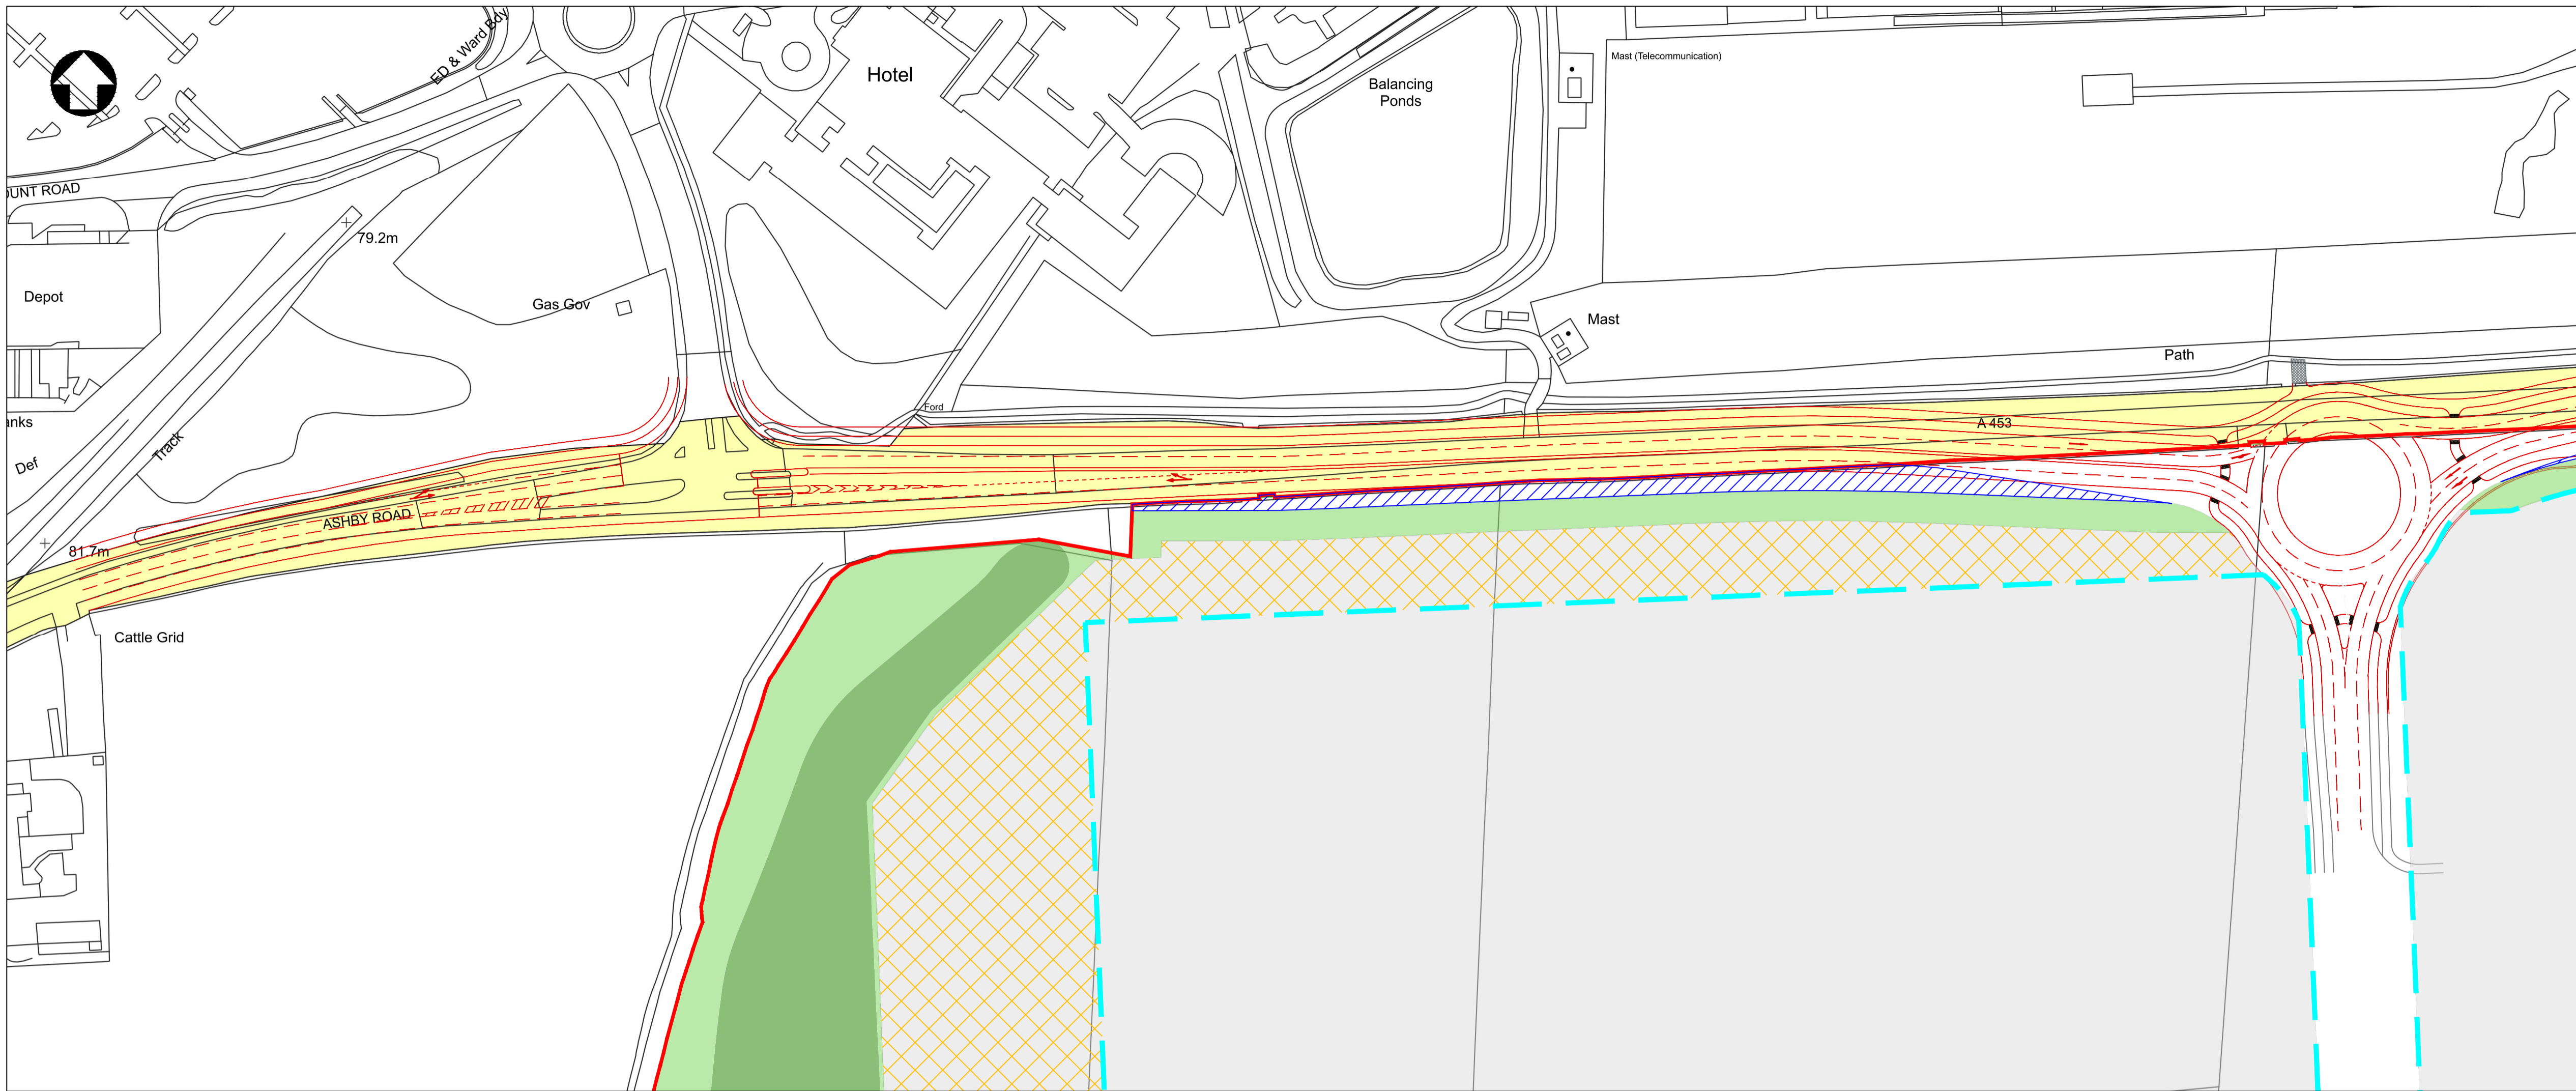 ED & Ward Bdy
Hotel
Balancing
Ponds
Mast (Telecommunication)
OUNT ROAD
79.2m
Depot
Gas Gov
Mast
Path
Ford
anks
A 453
Track
Def
ASHBY ROAD
81.7m
Cattle Grid